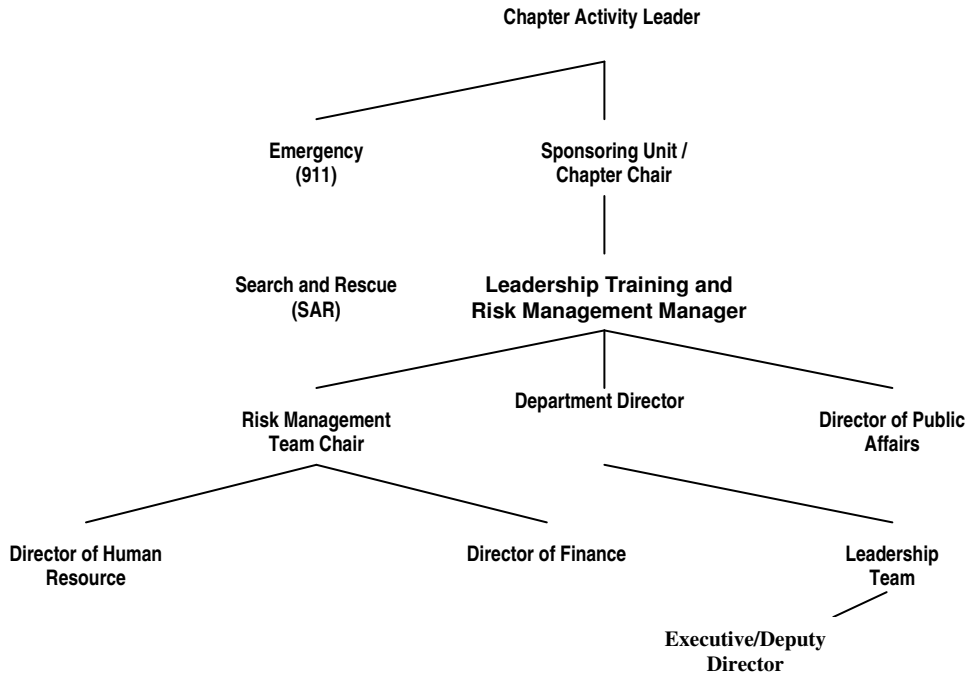 Chapter Activity Leader
Emergency
(911)
Sponsoring Unit /
Chapter Chair
Search and Rescue
(SAR)
Leadership Training and
Risk Management Manager
Risk Management
Team Chair
Department Director
Director of Public
Affairs
Director of Human
Resource
Director of Finance
Leadership
Team
Executive/Deputy
Director